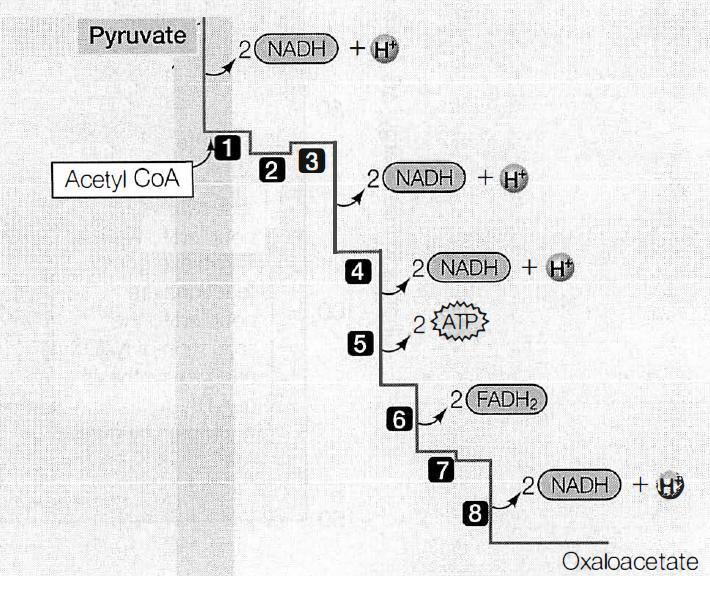 Pyruvate
2 NADH + H⁺
Acetyl CoA
1
2
3
2 NADH + H⁺
4
2 NADH + H⁺
5
2 ATP
6
2 FADH₂
7
8
2 NADH + H⁺
Oxaloacetate